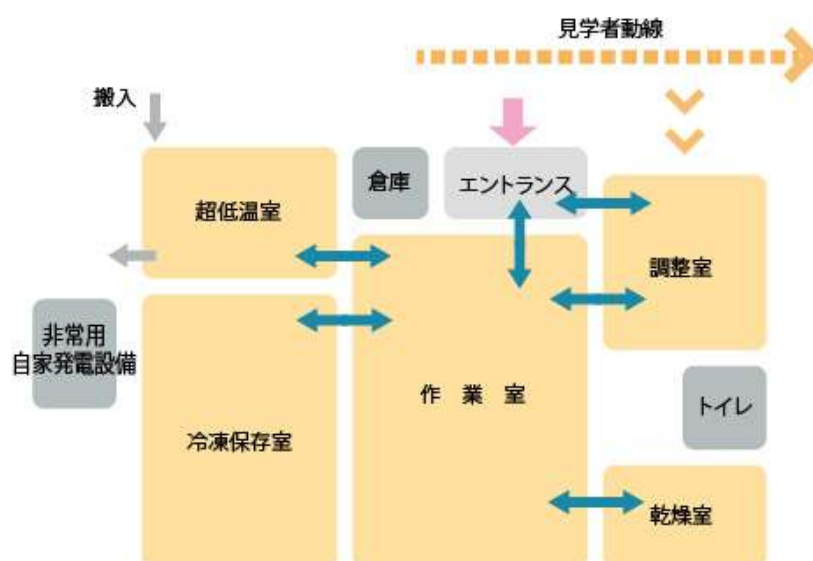 見学者動線
搬入
倉庫
エントランス
超低温室
調整室
非常用
自家発電設備
作 業 室
トイレ
冷凍保存室
乾燥室